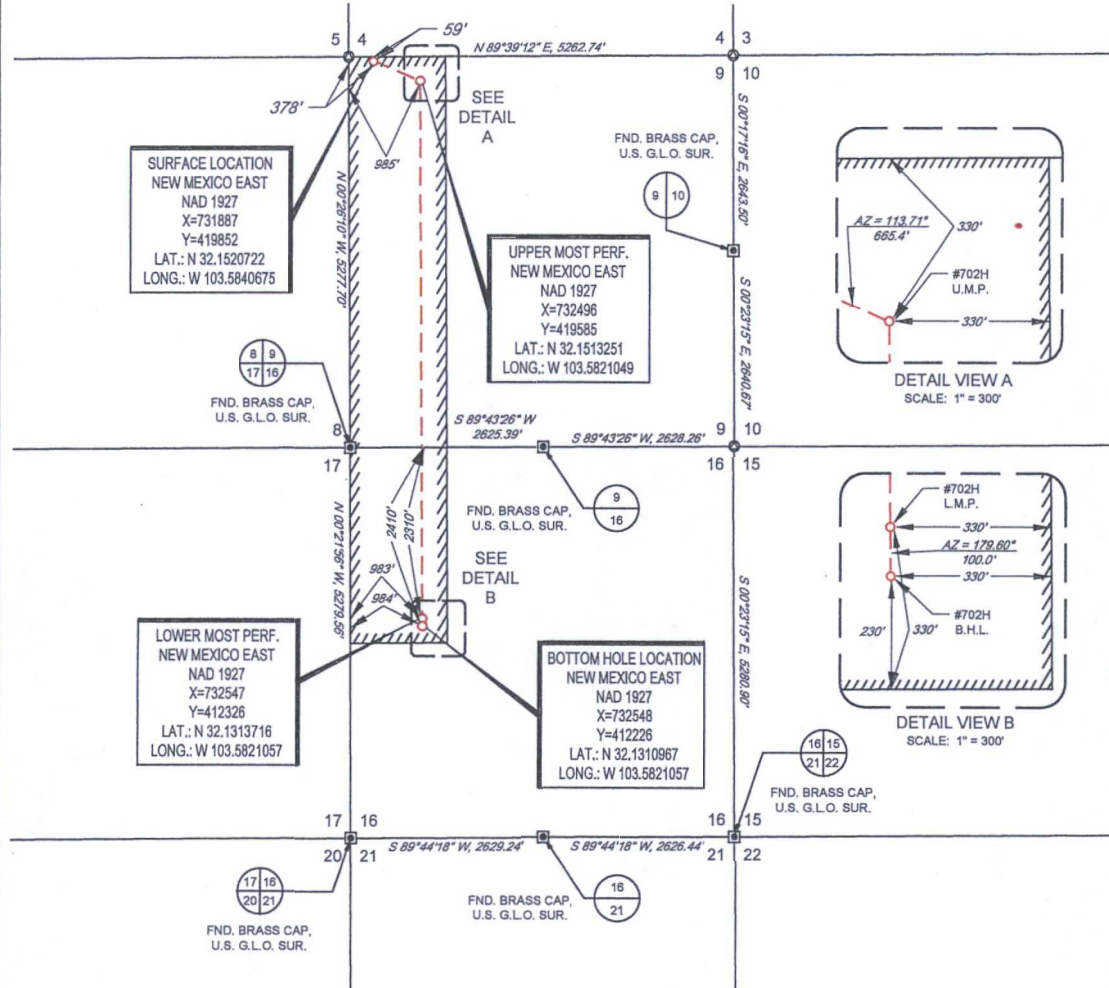 59'
5 4
N 89°39'12" E, 5262.74'
4 3
9 10
378'
985'
SEE
DETAIL
A
FND. BRASS CAP,
U.S. G.L.O. SUR.
9 10
S 00°17'16" E, 2643.50'
SURFACE LOCATION
NEW MEXICO EAST
NAD 1927
X=731887
Y=419852
LAT.: N 32.1520722
LONG.: W 103.5840675
N 00°26'10" W, 5277.70'
UPPER MOST PERF.
NEW MEXICO EAST
NAD 1927
X=732496
Y=419585
LAT.: N 32.1513251
LONG.: W 103.5821049
S 00°23'15" E, 2640.67'
AZ = 113.71°
665.4'
330'
#702H
U.M.P.
330'
DETAIL VIEW A
SCALE: 1" = 300'
8 9
17 16
FND. BRASS CAP,
U.S. G.L.O. SUR.
8
17
S 89°43'26" W
2625.39'
S 89°43'26" W, 2628.26'
9 10
16 15
FND. BRASS CAP,
U.S. G.L.O. SUR.
9
16
2410'
2310'
N 00°21'56" W, 5279.56'
983'
984'
SEE
DETAIL
B
S 00°23'15" E, 5280.90'
#702H
L.M.P.
330'
AZ = 179.60°
100.0'
330'
#702H
B.H.L.
230'
330'
DETAIL VIEW B
SCALE: 1" = 300'
LOWER MOST PERF.
NEW MEXICO EAST
NAD 1927
X=732547
Y=412326
LAT.: N 32.1313716
LONG.: W 103.5821057
BOTTOM HOLE LOCATION
NEW MEXICO EAST
NAD 1927
X=732548
Y=412226
LAT.: N 32.1310967
LONG.: W 103.5821057
16 15
21 22
FND. BRASS CAP,
U.S. G.L.O. SUR.
17 16
20 21
S 89°44'18" W, 2629.24'
S 89°44'18" W, 2626.44'
16 15
21 22
17 16
20 21
FND. BRASS CAP,
U.S. G.L.O. SUR.
FND. BRASS CAP,
U.S. G.L.O. SUR.
16
21